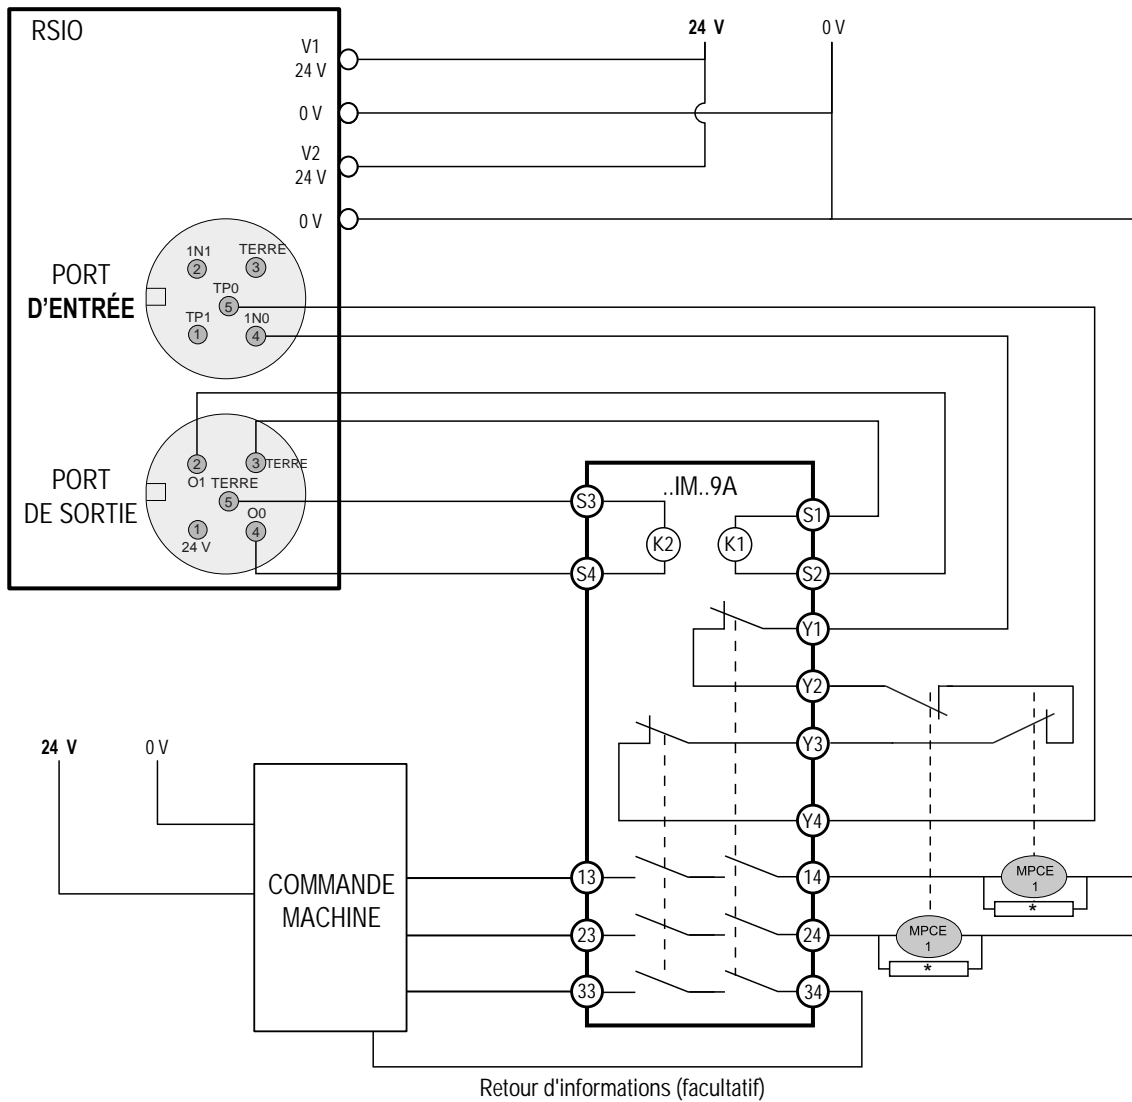 RSIO
24 V
0 V
V1
24 V
0 V
V2
24 V
0 V
PORT
D'ENTRÉE
1N1
2
TERRE
3
TP0
5
TP1
1
1N0
4
PORT
DE SORTIE
2
O1
3
TERRE
TERRE
5
O0
4
1
24 V
..IM..9A
S3
S1
K2
K1
S4
S2
Y1
Y2
Y3
Y4
24 V
0 V
COMMANDE
MACHINE
13
14
MPCE
1
*
23
24
MPCE
1
*
33
34
Retour d'informations (facultatif)